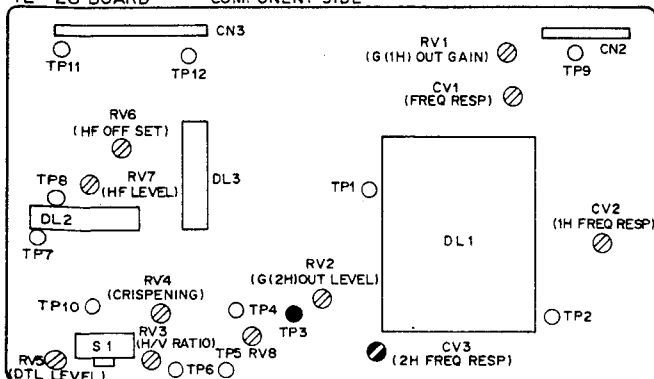 COMPONENT SIDE
CN3
TP11
TP12
RV1
(G(1H) OUT GAIN)
CN2
TP9
CV1
(FREQ RESP)
RV6
(HF OFF SET)
RV7
(HF LEVEL)
DL3
TP8
DL2
TP7
TP1
DL1
CV2
(1H FREQ RESP)
RV2
(G(2H)OUT LEVEL)
RV4
(CRISPENING)
TP10
TP4
TP3
TP2
S1
RV3
(H/V RATIO)
TP5
RV8
CV3
(2H FREQ RESP)
RV5
(DTL LEVEL)
TP6